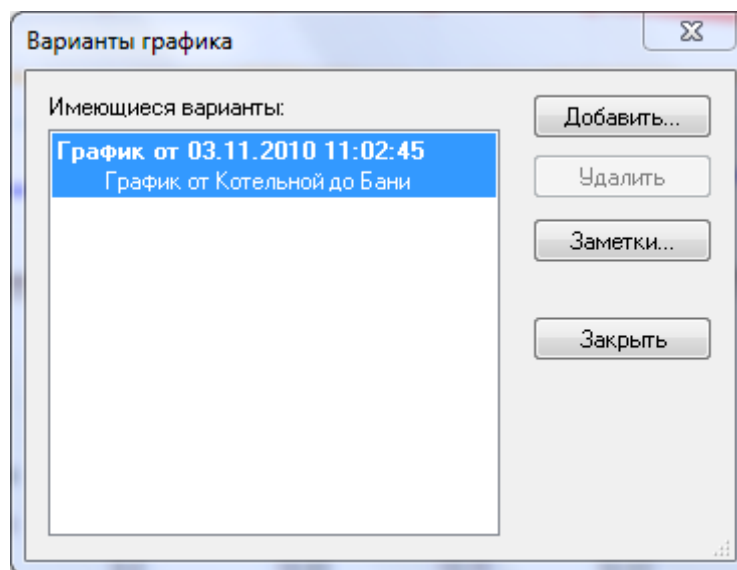 Варианты графика
Имеющиеся варианты:
График от 03.11.2010 11:02:45
График от Котельной до Бани
Добавить...
Удалить
Заметки...
Закрыть